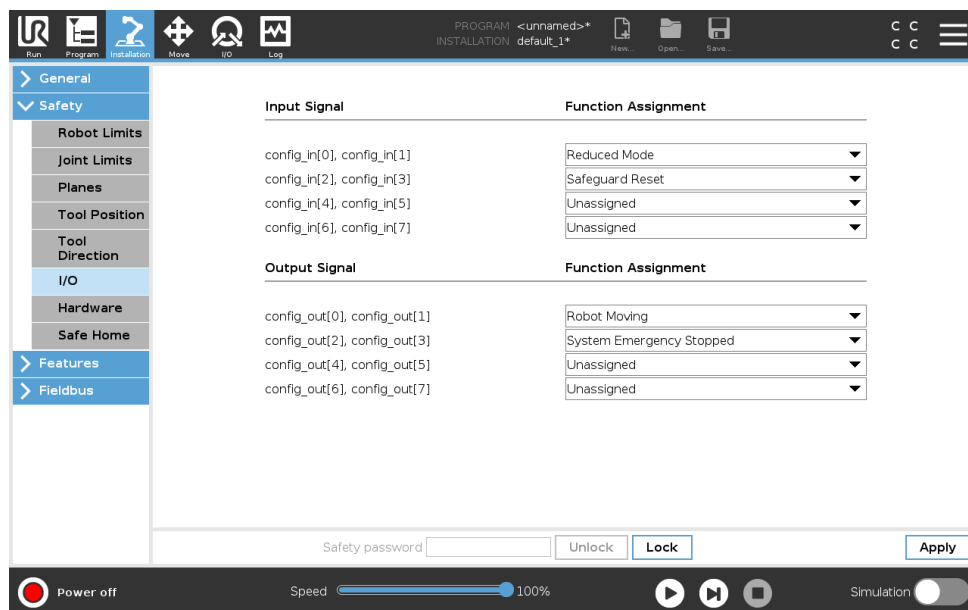 UR
PROGRAM <unnamed>*
INSTALLATION default_1*
C C
C C
Run Program Installation Move I/O Log New... Open... Save...
General
Safety
Robot Limits
Joint Limits
Planes
Tool Position
Tool
Direction
I/O
Hardware
Safe Home
Features
Fieldbus
Input Signal Function Assignment
config_in[0], config_in[1] Reduced Mode
config_in[2], config_in[3] Safeguard Reset
config_in[4], config_in[5] Unassigned
config_in[6], config_in[7] Unassigned
Output Signal Function Assignment
config_out[0], config_out[1] Robot Moving
config_out[2], config_out[3] System Emergency Stopped
config_out[4], config_out[5] Unassigned
config_out[6], config_out[7] Unassigned
Safety password Unlock Lock Apply
Power off Speed 100% Simulation